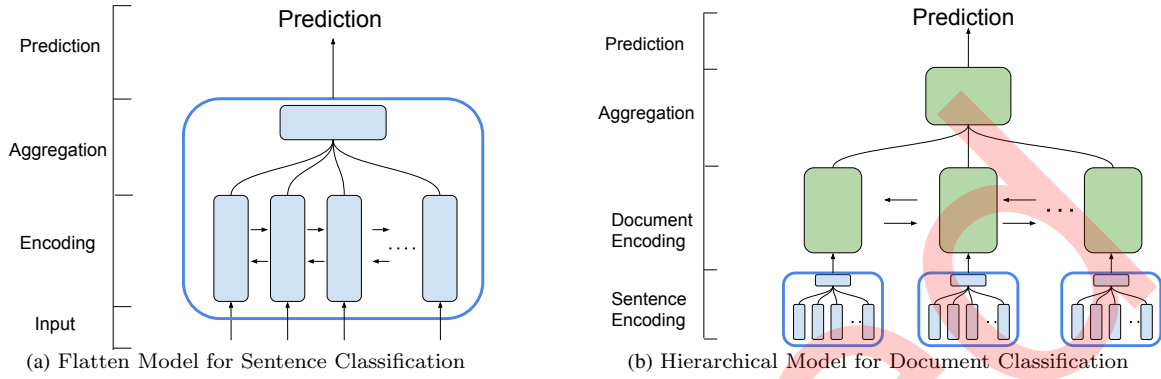 Prediction
Prediction
Aggregation
Encoding
Input
....
(a) Flatten Model for Sentence Classification
Prediction
Prediction
Aggregation
Document
Encoding
Sentence
Encoding
...
..
..
..
(b) Hierarchical Model for Document Classification